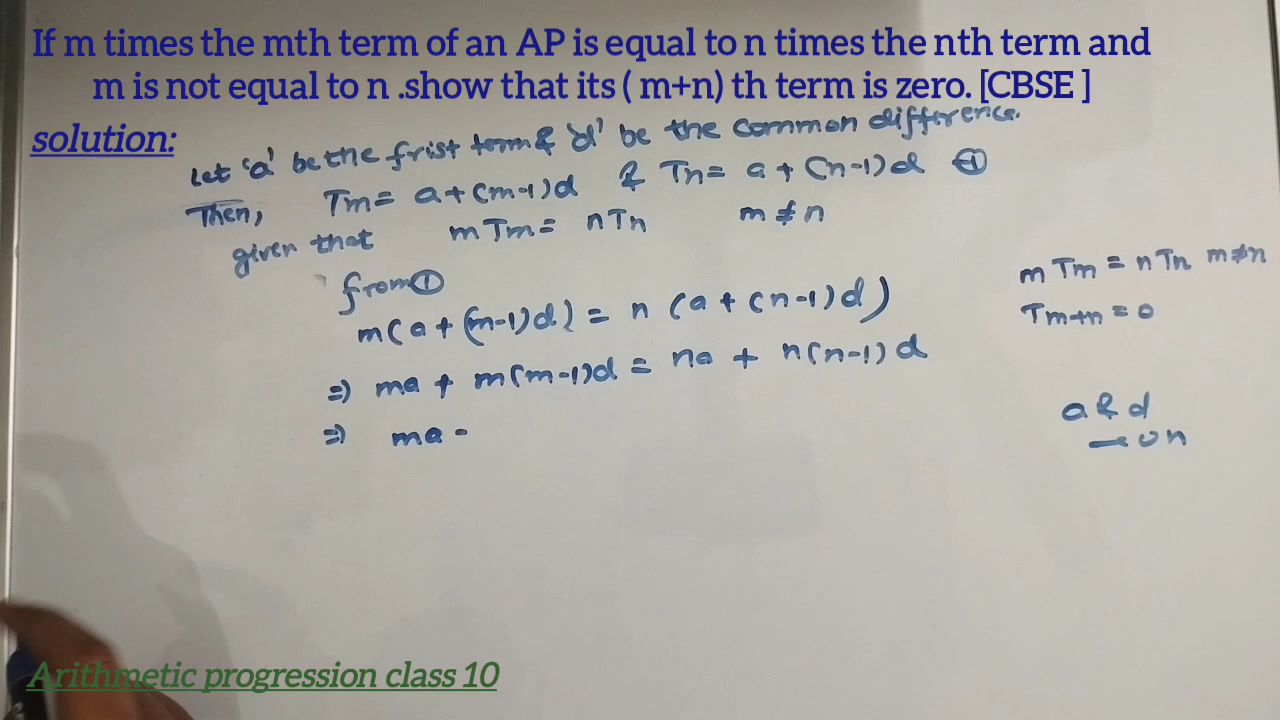 If m times the mth term of an AP is equal to n times the nth term and
m is not equal to n .show that its ( m+n) th term is zero. [CBSE ]
solution:
Let 'a' be the frist term & 'd' be the common difference.
Then, Tm= a+(m-1)d & Tn= a+(n-1)d ①
given that mTm= nTn m≠n
from①
m(a+(m-1)d)= n (a+(n-1)d)
⇒ ma + m(m-1)d = na + n(n-1)d
⇒ ma -
m Tm = n Tn m≠n
Tm+n = 0
a & d
Arithmetic progression class 10